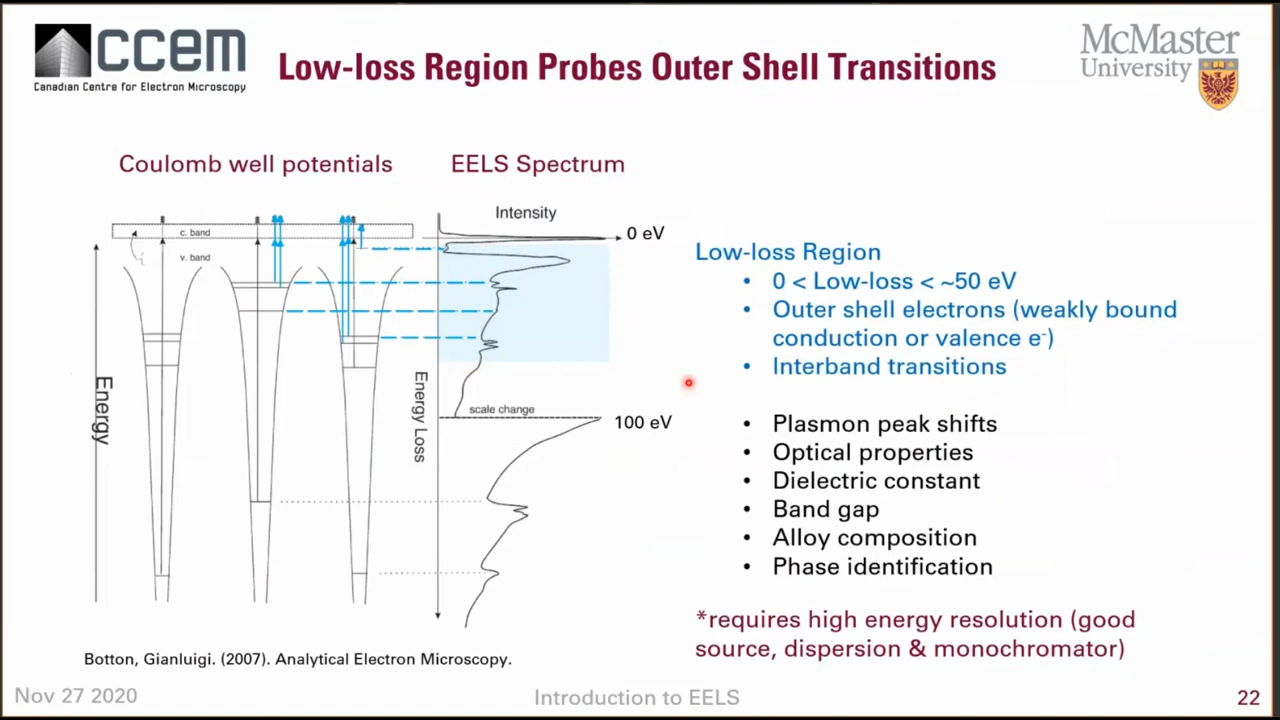 ccem
Canadian Centre for Electron Microscopy
Low-loss Region Probes Outer Shell Transitions
McMaster
University
Coulomb well potentials
EELS Spectrum
Intensity
0 eV
c. band
v. band
Energy
Energy Loss
scale change
100 eV
Low-loss Region
• 0 < Low-loss < ~50 eV
• Outer shell electrons (weakly bound
conduction or valence e⁻)
• Interband transitions
• Plasmon peak shifts
• Optical properties
• Dielectric constant
• Band gap
• Alloy composition
• Phase identification
*requires high energy resolution (good
source, dispersion & monochromator)
Botton, Gianluigi. (2007). Analytical Electron Microscopy.
Nov 27 2020
Introduction to EELS
22